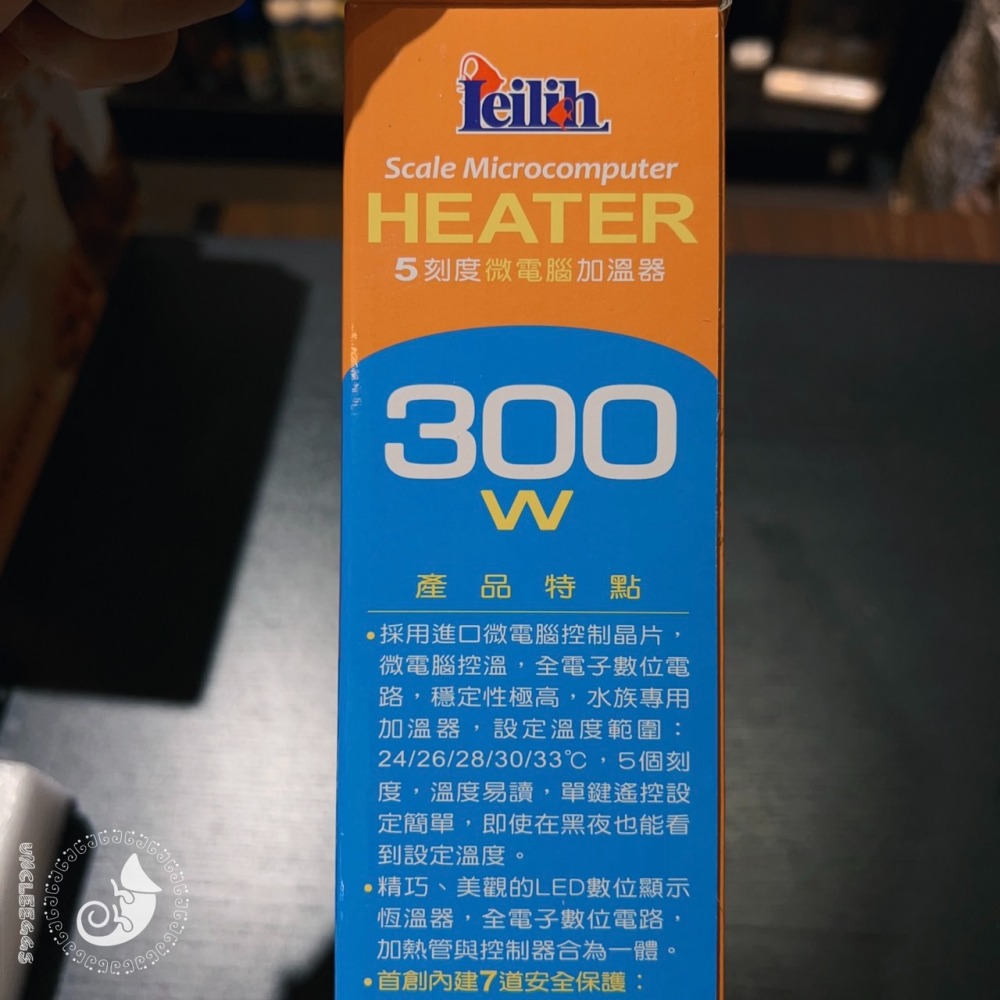 Leilih
Scale Microcomputer
HEATER
5刻度微電腦加溫器
300
W
產品特點
•採用進口微電腦控制晶片，
微電腦控溫，全電子數位電
路，穩定性極高，水族專用
加溫器，設定溫度範圍：
24/26/28/30/33℃，5個刻
度，溫度易讀，單鍵遙控設
定簡單，即使在黑夜也能看
到設定溫度。
•精巧、美觀的LED數位顯示
恆溫器，全電子數位電路，
加熱管與控制器合為一體。
•首創內建7道安全保護：
UNCLEEGGS